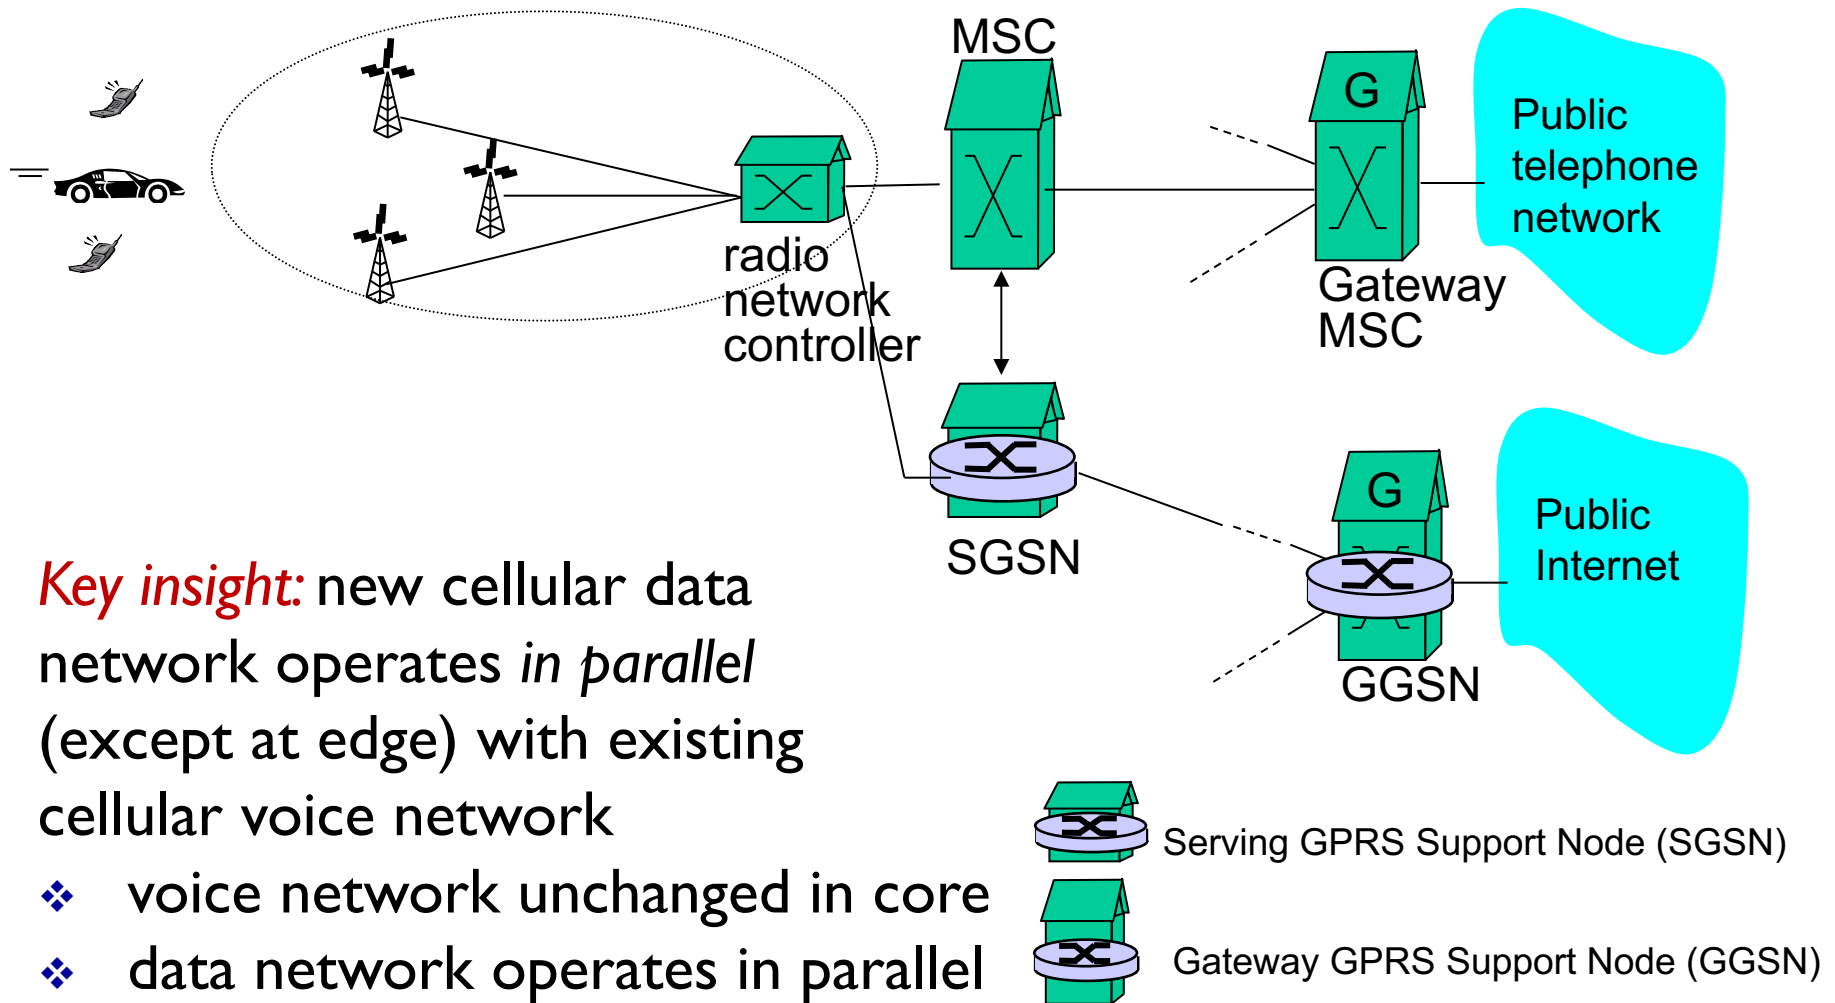 MSC
G
Public
telephone
network
radio
network
controller
Gateway
MSC
G
Public
Internet
SGSN
GGSN
Key insight: new cellular data
network operates in parallel
(except at edge) with existing
cellular voice network
❖ voice network unchanged in core
❖ data network operates in parallel
Serving GPRS Support Node (SGSN)
Gateway GPRS Support Node (GGSN)